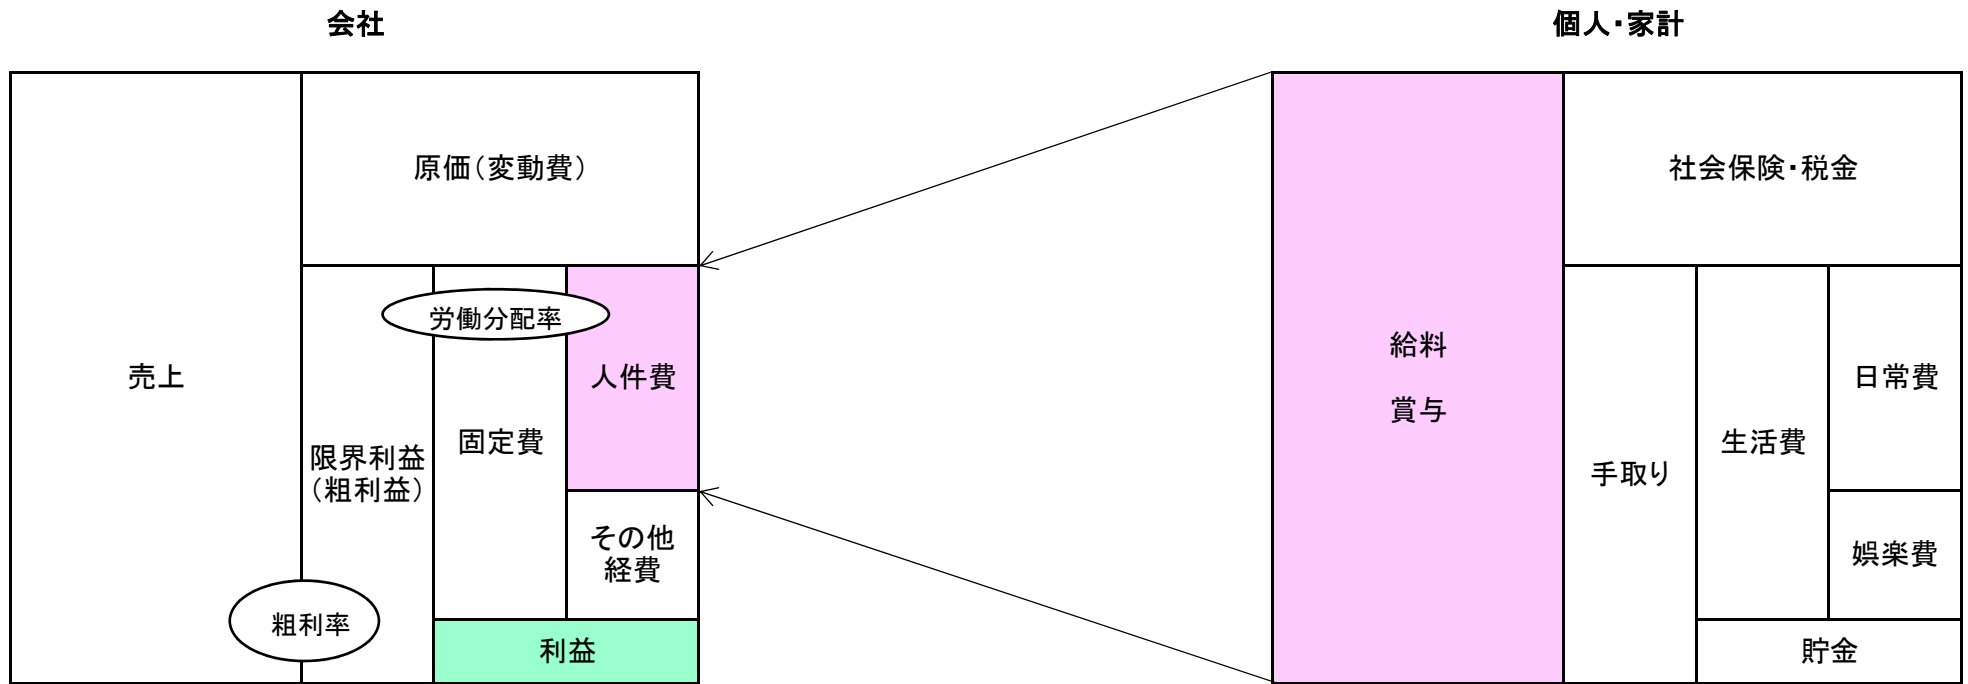 会社
個人・家計
売上
原価（変動費）
労働分配率
人件費
固定費
限界利益
（粗利益）
その他
経費
粗利率
利益
給料
賞与
社会保険・税金
手取り
生活費
日常費
娯楽費
貯金